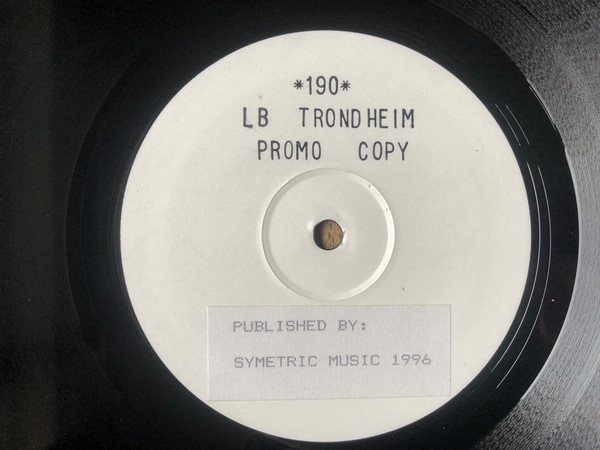 *190*
LB TRONDHEIM
PROMO COPY
PUBLISHED BY:
SYMETRIC MUSIC 1996